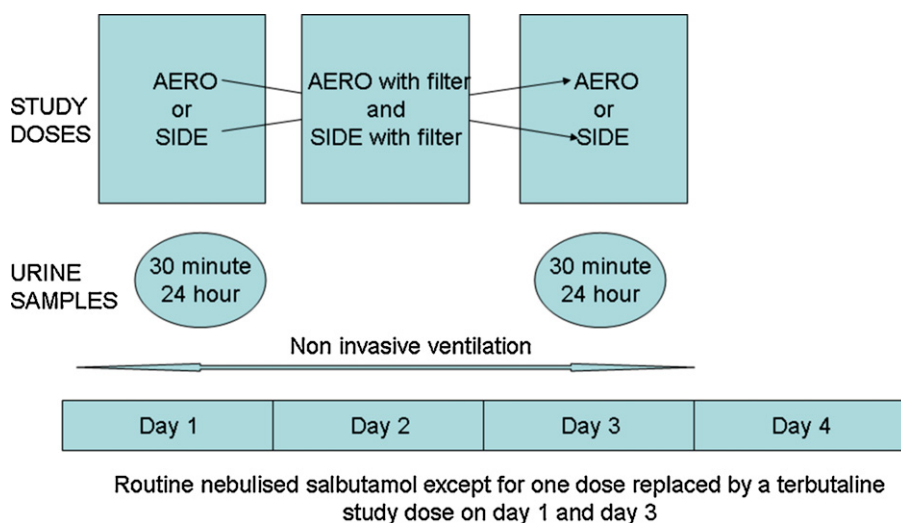 STUDY
DOSES
AERO
or
SIDE
AERO with filter
and
SIDE with filter
AERO
or
SIDE
URINE
SAMPLES
30 minute
24 hour
30 minute
24 hour
Non invasive ventilation
Day 1
Day 2
Day 3
Day 4
Routine nebulised salbutamol except for one dose replaced by a terbutaline
study dose on day 1 and day 3